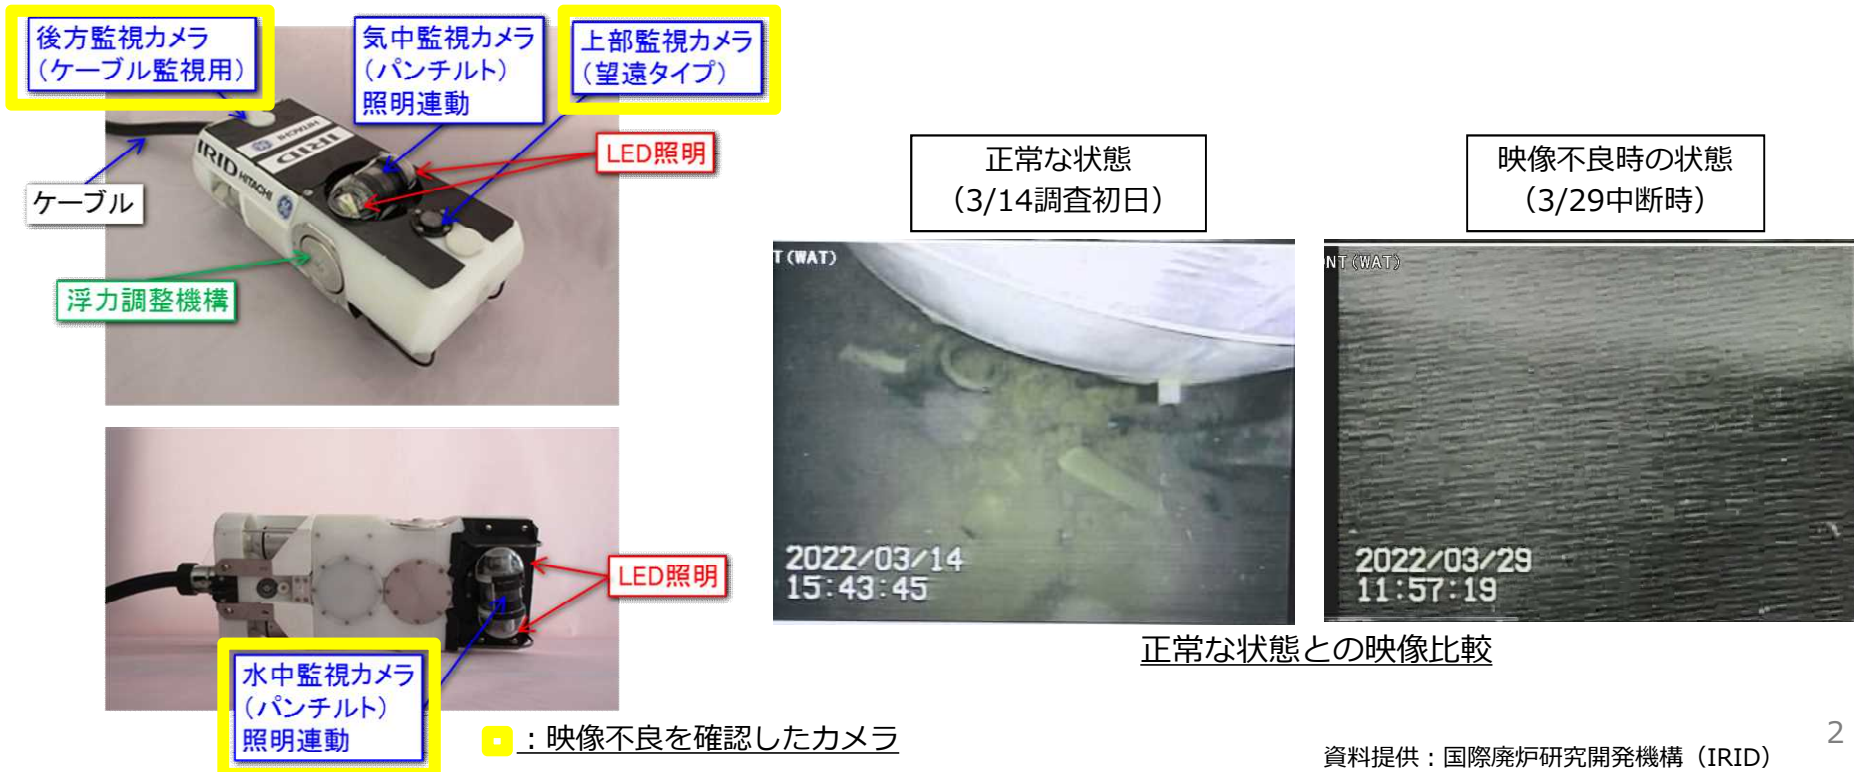 後方監視カメラ
（ケーブル監視用）
気中監視カメラ
（パンチルト）
照明連動
上部監視カメラ
（望遠タイプ）
LED照明
ケーブル
浮力調整機構
IRID
HITACHI
IRID
HITACHI
LED照明
水中監視カメラ
（パンチルト）
照明連動
：映像不良を確認したカメラ
正常な状態
（3/14調査初日）
映像不良時の状態
（3/29中断時）
T(WAT)
2022/03/14
15:43:45
NT(WAT)
2022/03/29
11:57:19
正常な状態との映像比較
資料提供：国際廃炉研究開発機構（IRID）
2